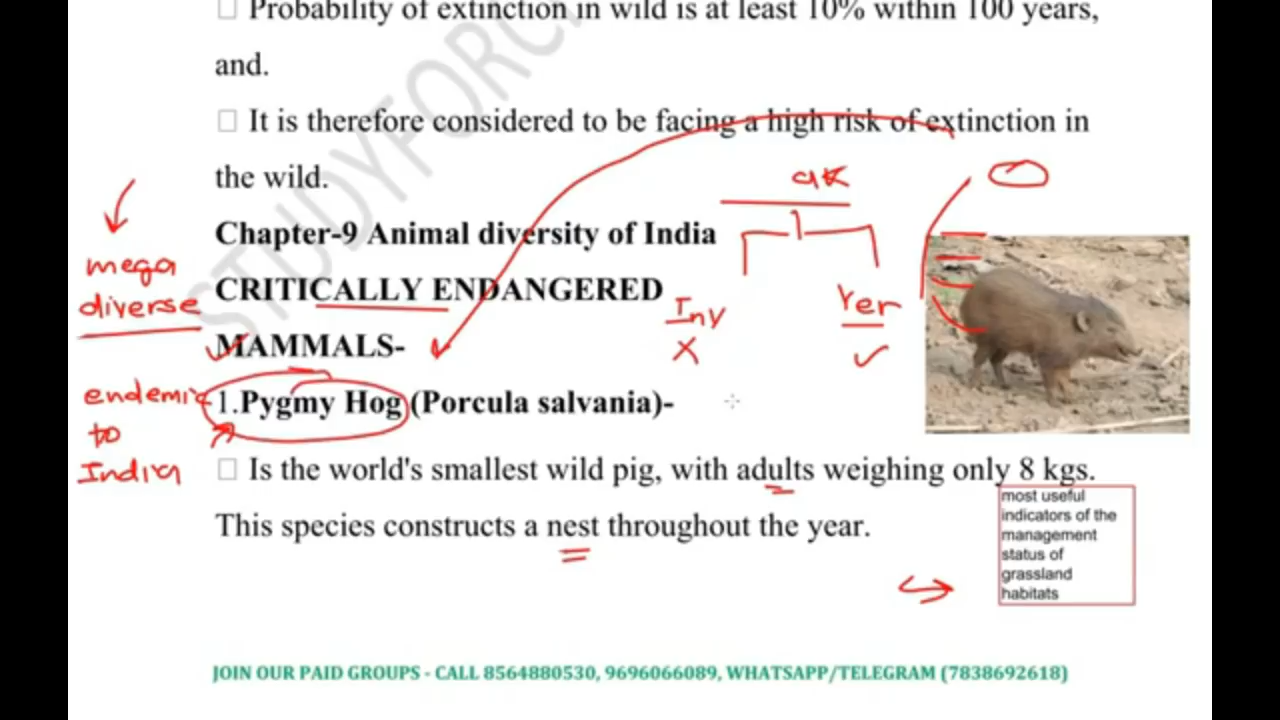 Probability of extinction in wild is at least 10% within 100 years,
and.
It is therefore considered to be facing a high risk of extinction in
the wild.
Chapter-9 Animal diversity of India
CRITICALLY ENDANGERED
MAMMALS-
1.Pygmy Hog (Porcula salvania)-
Is the world's smallest wild pig, with adults weighing only 8 kgs.
This species constructs a nest throughout the year.
mega
diverse
endemic
to
India
Inv
Ver
most useful
indicators of the
management
status of
grassland
habitats
STUDYFORC
JOIN OUR PAID GROUPS - CALL 8564880530, 9696066089, WHATSAPP/TELEGRAM (7838692618)